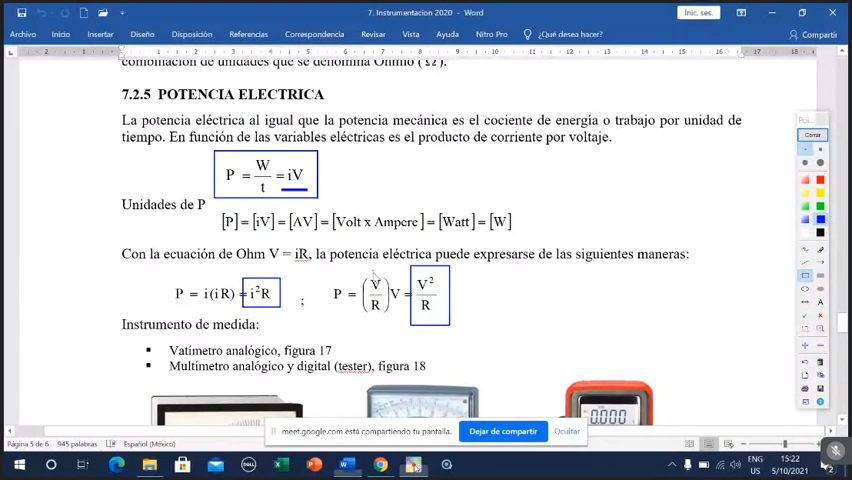 7. Instrumentacion 2020 - Word
Inic. ses.
Archivo Inicio Insertar Diseño Disposición Referencias Correspondencia Revisar Vista Ayuda Nitro Pro ¿Qué desea hacer? Compartir
combinación de unidades que se denomina Ohmio (Ω).
7.2.5 POTENCIA ELECTRICA
La potencia eléctrica al igual que la potencia mecánica es el cociente de energía o trabajo por unidad de
tiempo. En función de las variables eléctricas es el producto de corriente por voltaje.
P = W/t = iV
Unidades de P
[P] = [iV] = [AV] = [Volt x Ampere] = [Watt] = [W]
Con la ecuación de Ohm V = iR, la potencia eléctrica puede expresarse de las siguientes maneras:
P = i(iR) = i²R ; P = (V/R)V = V²/R
Instrumento de medida:
▪ Vatímetro analógico, figura 17
▪ Multímetro analógico y digital (tester), figura 18
0.000
meet.google.com está compartiendo tu pantalla. Dejar de compartir Ocultar
Página 5 de 6 945 palabras Español (México)
Cerrar
ENG
US
15:22
5/10/2021
2